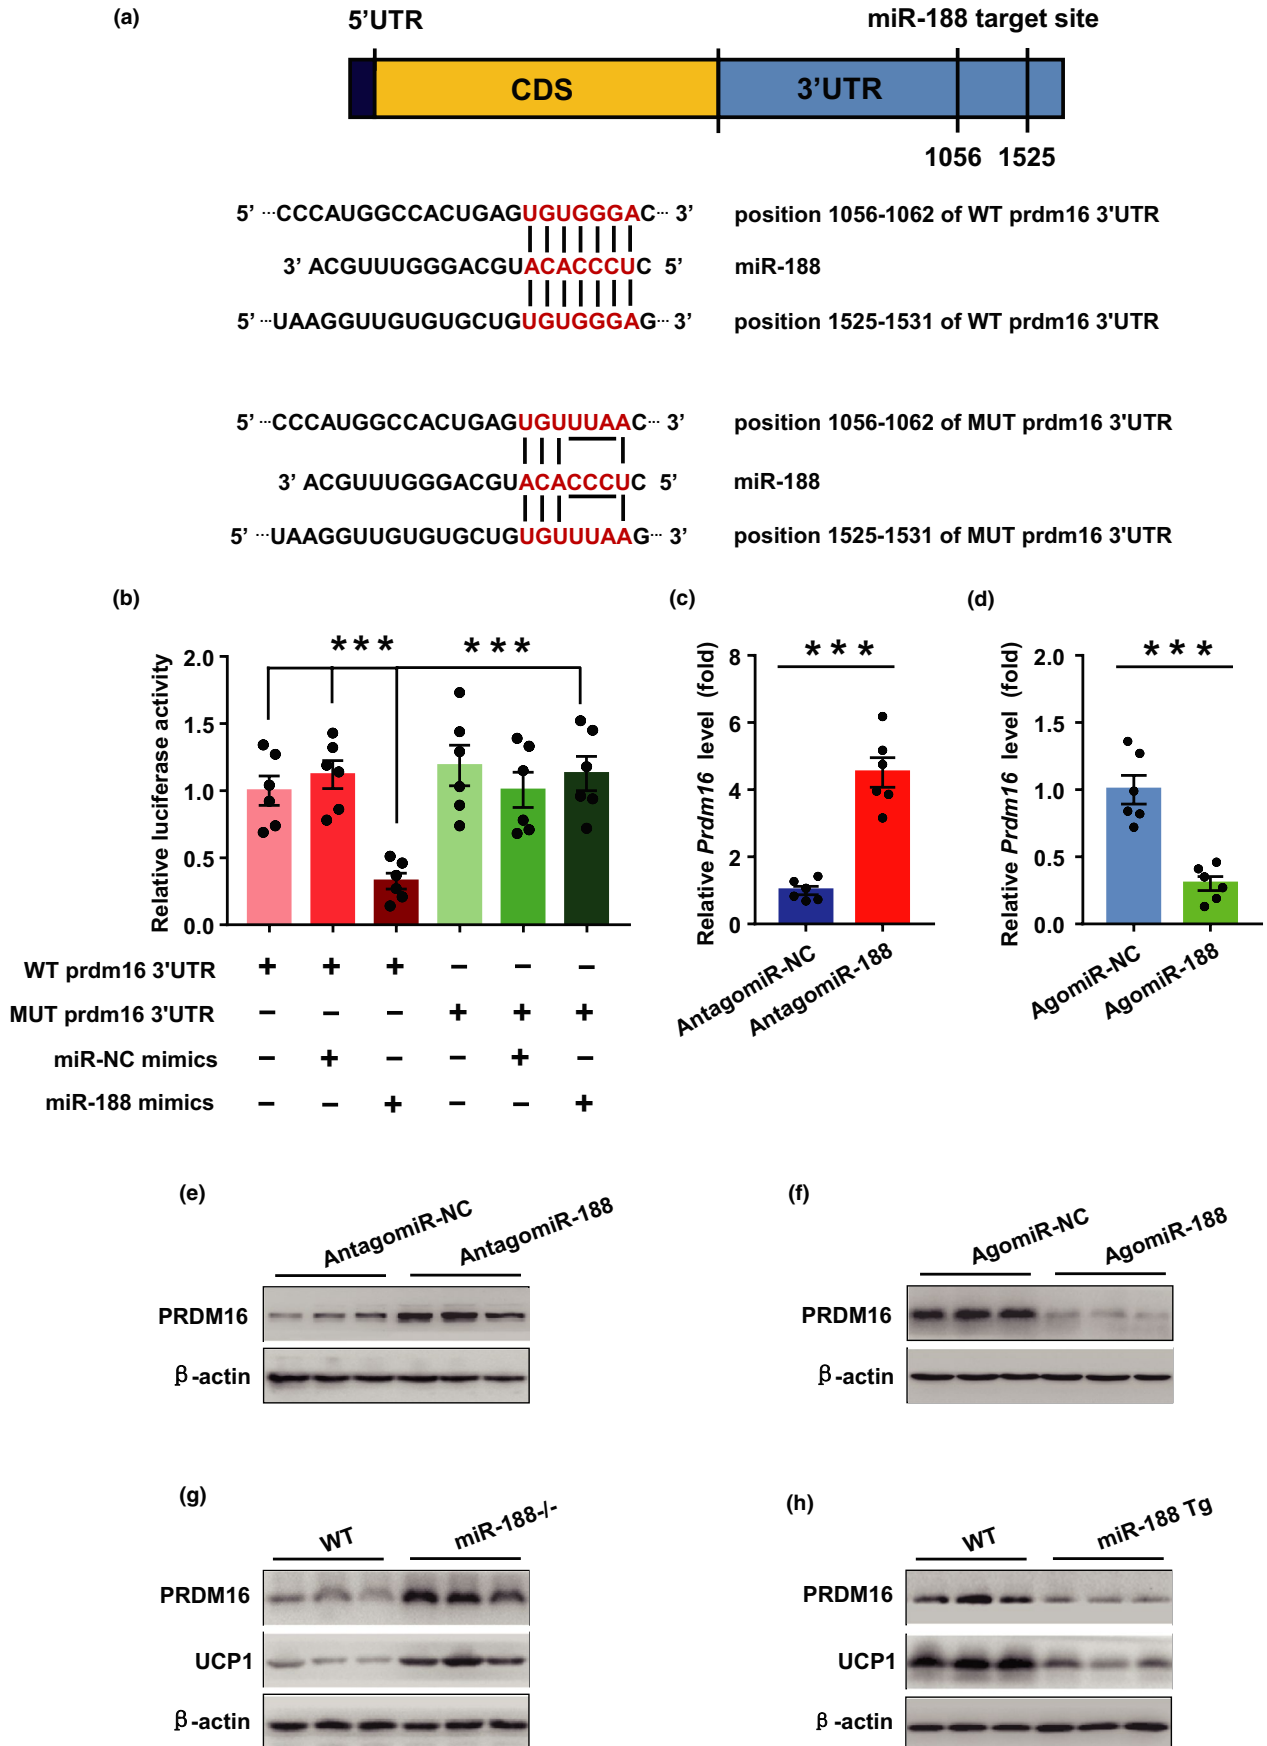 (a)
5’UTR
miR-188 target site
CDS
3’UTR
1056 1525
5’ ···CCCAUGGCCACUGAGUGUGGGAC··· 3’ position 1056-1062 of WT prdm16 3'UTR
3’ ACGUUUGGGACGUACACCCUC 5’ miR-188
5’ ···UAAGGUUGUGUGCUGUGUGGGAG··· 3’ position 1525-1531 of WT prdm16 3'UTR
5’ ···CCCAUGGCCACUGAGUGUUUAAC··· 3’ position 1056-1062 of MUT prdm16 3'UTR
3’ ACGUUUGGGACGUACACCCUC 5’ miR-188
5’ ···UAAGGUUGUGUGCUGUGUUUAAG··· 3’ position 1525-1531 of MUT prdm16 3'UTR
(b)
Relative luciferase activity
2.0
1.5
1.0
0.5
0.0
*** ***
WT prdm16 3'UTR + + + – – –
MUT prdm16 3'UTR – – – + + +
miR-NC mimics – + – – + –
miR-188 mimics – – + – – +
(c)
Relative Prdm16 level (fold)
8
6
4
2
0
***
AntagomiR-NC
AntagomiR-188
(d)
Relative Prdm16 level (fold)
2.0
1.5
1.0
0.5
0.0
***
AgomiR-NC
AgomiR-188
(e)
AntagomiR-NC
AntagomiR-188
PRDM16
β-actin
(f)
AgomiR-NC
AgomiR-188
PRDM16
β-actin
(g)
WT
miR-188-/-
PRDM16
UCP1
β-actin
(h)
WT
miR-188 Tg
PRDM16
UCP1
β-actin